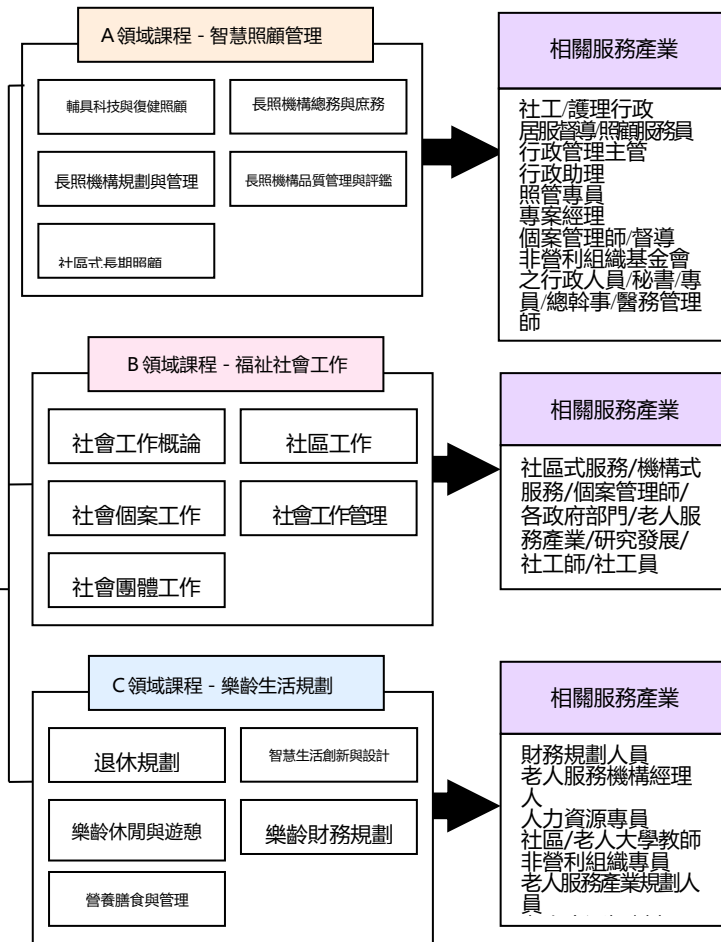 A 領域課程 - 智慧照顧管理
輔具科技與復健照顧
長照機構總務與庶務
長照機構規劃與管理
長照機構品質管理與評鑑
社區式長期照顧
相關服務產業
社工/護理行政
居服督導/照顧服務員
行政管理主管
行政助理
照管專員
專案經理
個案管理師/督導
非營利組織基金會
之行政人員/秘書/專
員/總幹事/醫務管理
師
B 領域課程 - 福祉社會工作
社會工作概論
社區工作
社會個案工作
社會工作管理
社會團體工作
相關服務產業
社區式服務/機構式
服務/個案管理師/
各政府部門/老人服
務產業/研究發展/
社工師/社工員
C 領域課程 - 樂齡生活規劃
退休規劃
智慧生活創新與設計
樂齡休閒與遊憩
樂齡財務規劃
營養膳食與管理
相關服務產業
財務規劃人員
老人服務機構經理
人
人力資源專員
社區/老人大學教師
非營利組織專員
老人服務產業規劃人
員